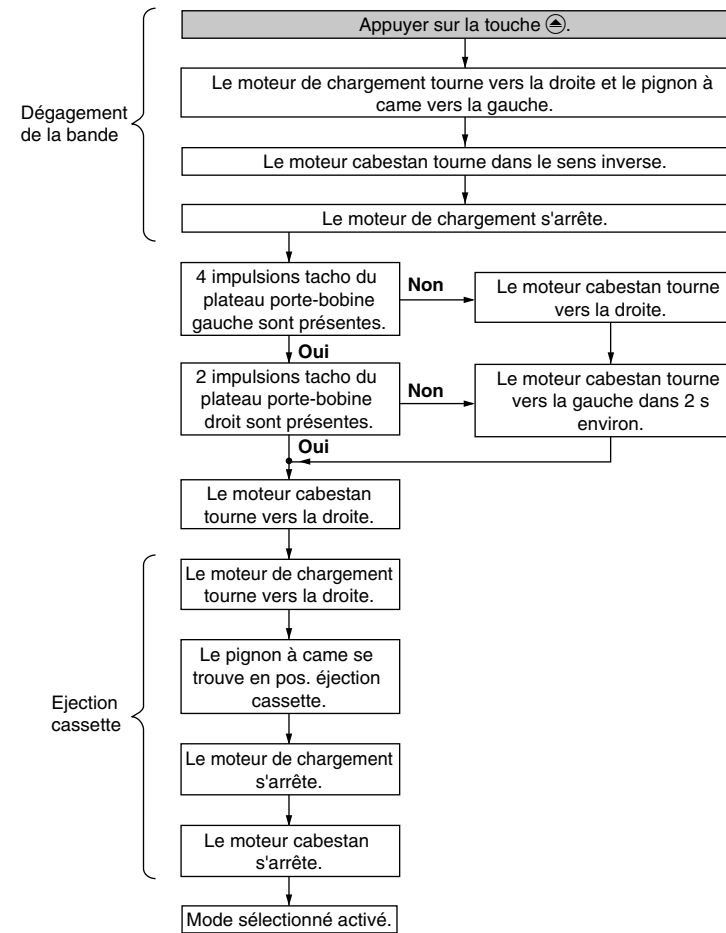 Appuyer sur la touche ⏏.
Le moteur de chargement tourne vers la droite et le pignon à
came vers la gauche.
Dégagement
de la bande
Le moteur cabestan tourne dans le sens inverse.
Le moteur de chargement s'arrête.
4 impulsions tacho du
plateau porte-bobine
gauche sont présentes.
Non
Le moteur cabestan tourne
vers la droite.
Oui
2 impulsions tacho du
plateau porte-bobine
droit sont présentes.
Non
Le moteur cabestan tourne
vers la gauche dans 2 s
environ.
Oui
Le moteur cabestan
tourne vers la droite.
Le moteur de chargement
tourne vers la droite.
Le pignon à came se
trouve en pos. éjection
cassette.
Ejection
cassette
Le moteur de chargement
s'arrête.
Le moteur cabestan
s'arrête.
Mode sélectionné activé.